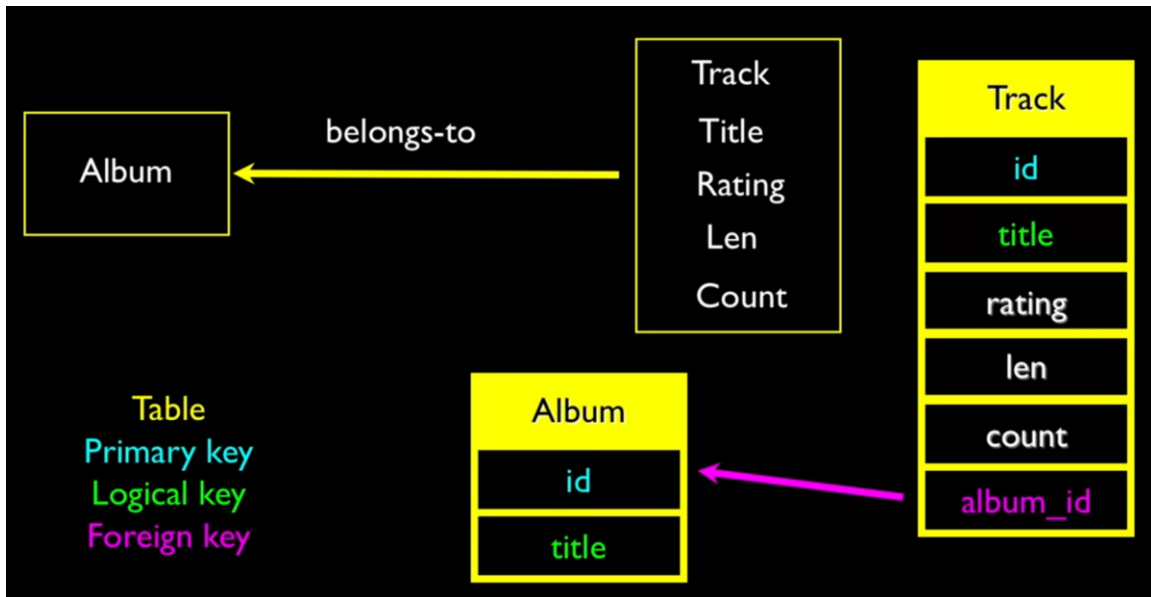 Album
belongs-to
Track
Title
Rating
Len
Count
Track
id
title
rating
len
count
album_id
Album
id
title
Table
Primary key
Logical key
Foreign key